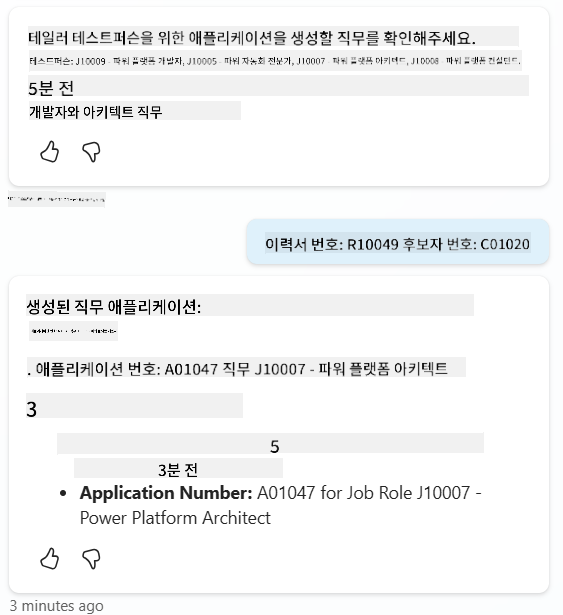 테일러 테스트퍼슨을 위한 애플리케이션을 생성할 직무를 확인해주세요.
테스트퍼슨: J10009 - 파워 플랫폼 개발자, J10005 - 파워 자동화 전문가, J10007 - 파워 플랫폼 아키텍트, J10008 - 파워 플랫폼 컨설턴트.
5분 전
개발자와 아키텍트 직무
이력서 번호: R10049 후보자 번호: C01020
생성된 직무 애플리케이션:
. 애플리케이션 번호: A01047 직무 J10007 - 파워 플랫폼 아키텍트
3
5
3분 전
• Application Number: A01047 for Job Role J10007 -
Power Platform Architect
3 minutes ago